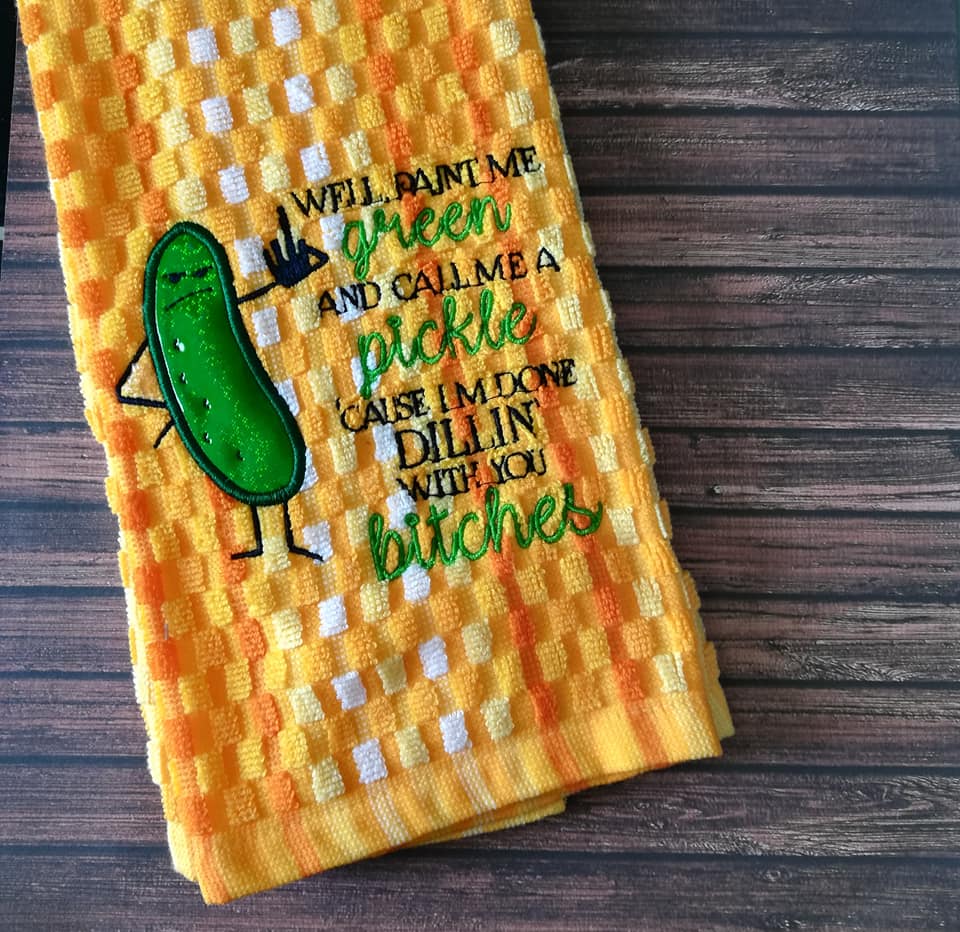 WELL, PAINT ME
green
AND CALL ME A
pickle
'CAUSE I'M DONE
DILLIN'
WITH YOU
bitches